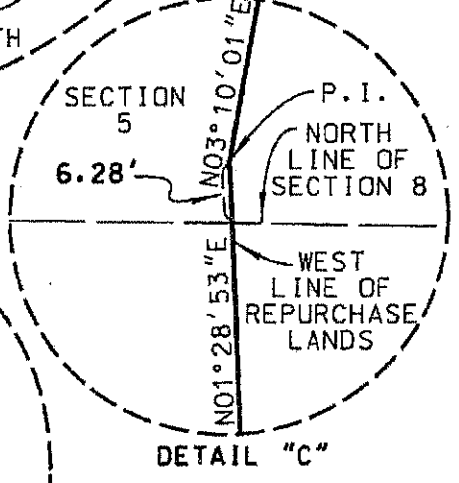 TH
N03°10'01"E
SECTION
5
P.I.
NORTH
LINE OF
SECTION 8
6.28'
N01°28'53"E
WEST
LINE OF
REPURCHASE
LANDS
DETAIL "C"